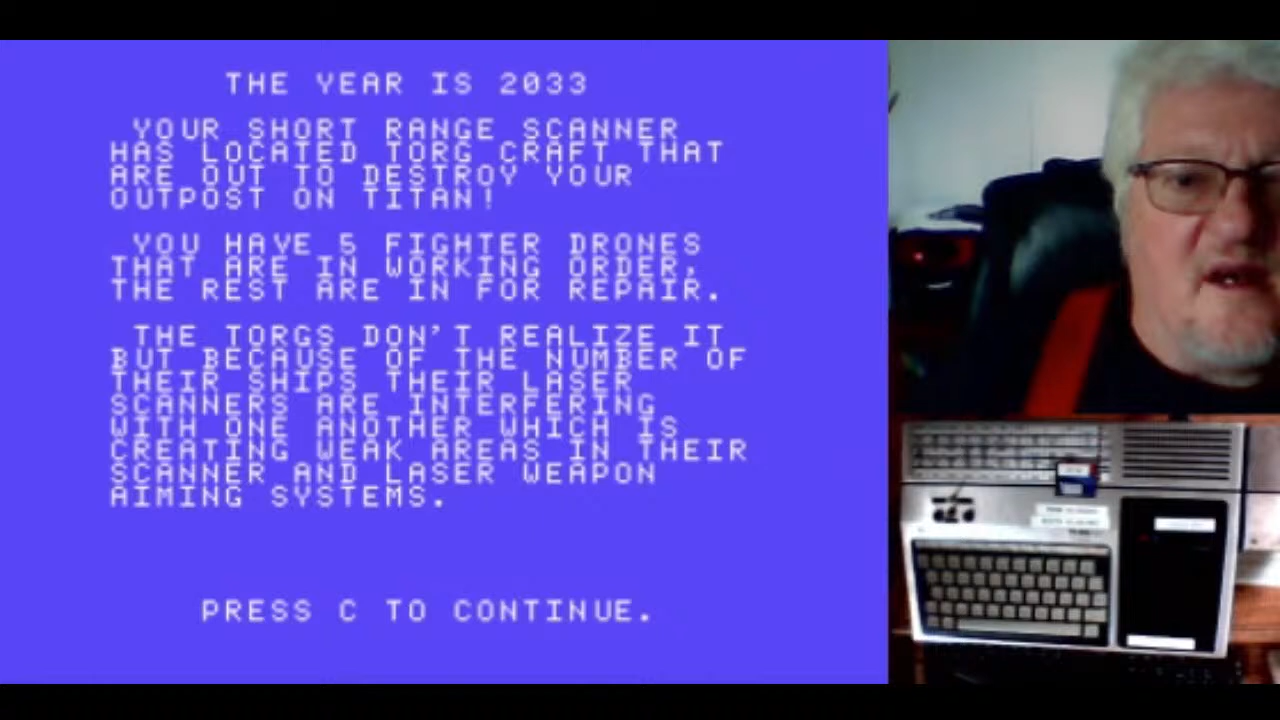 THE YEAR IS 2033
YOUR SHORT RANGE SCANNER
HAS LOCATED TORG CRAFT THAT
ARE OUT TO DESTROY YOUR
OUTPOST ON TITAN!
YOU HAVE 5 FIGHTER DRONES
THAT ARE IN WORKING ORDER,
THE REST ARE IN FOR REPAIR.
THE TORGS DON'T REALIZE IT
BUT BECAUSE OF THE NUMBER OF
THEIR SHIPS THEIR LASER
SCANNERS ARE INTERFERING
WITH ONE ANOTHER WHICH IS
CREATING WEAK AREAS IN THEIR
SCANNER AND LASER WEAPON
AIMING SYSTEMS.
PRESS C TO CONTINUE.